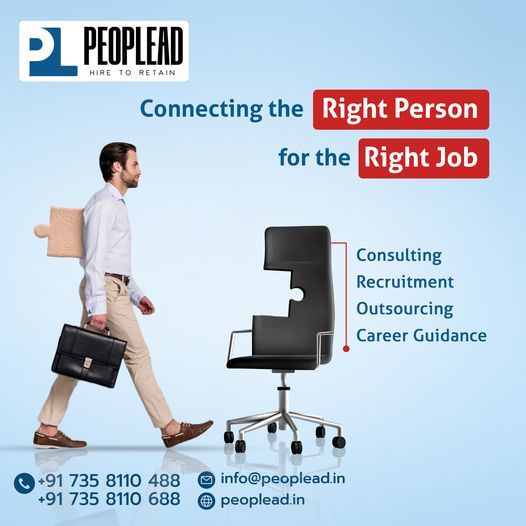 PL PEOPLEAD
HIRE TO RETAIN
Connecting the Right Person
for the Right Job
Consulting
Recruitment
Outsourcing
Career Guidance
+91 735 8110 488
+91 735 8110 688
info@peoplead.in
peoplead.in